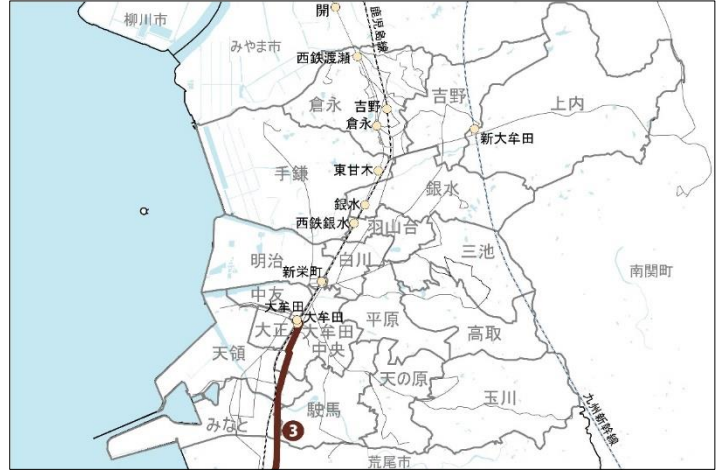 開
柳川市
鹿児島線
みやま市
西鉄渡瀬
倉永
吉野
吉野
上内
倉永
新大牟田
東甘木
手鎌
銀水
銀水
西鉄銀水
羽山台
三池
明治
白川
新栄町
南関町
中友
大牟田
大牟田
大正
大牟田
中央
平原
高取
天領
天の原
玉川
駛馬
みなと
3
九州新幹線
荒尾市